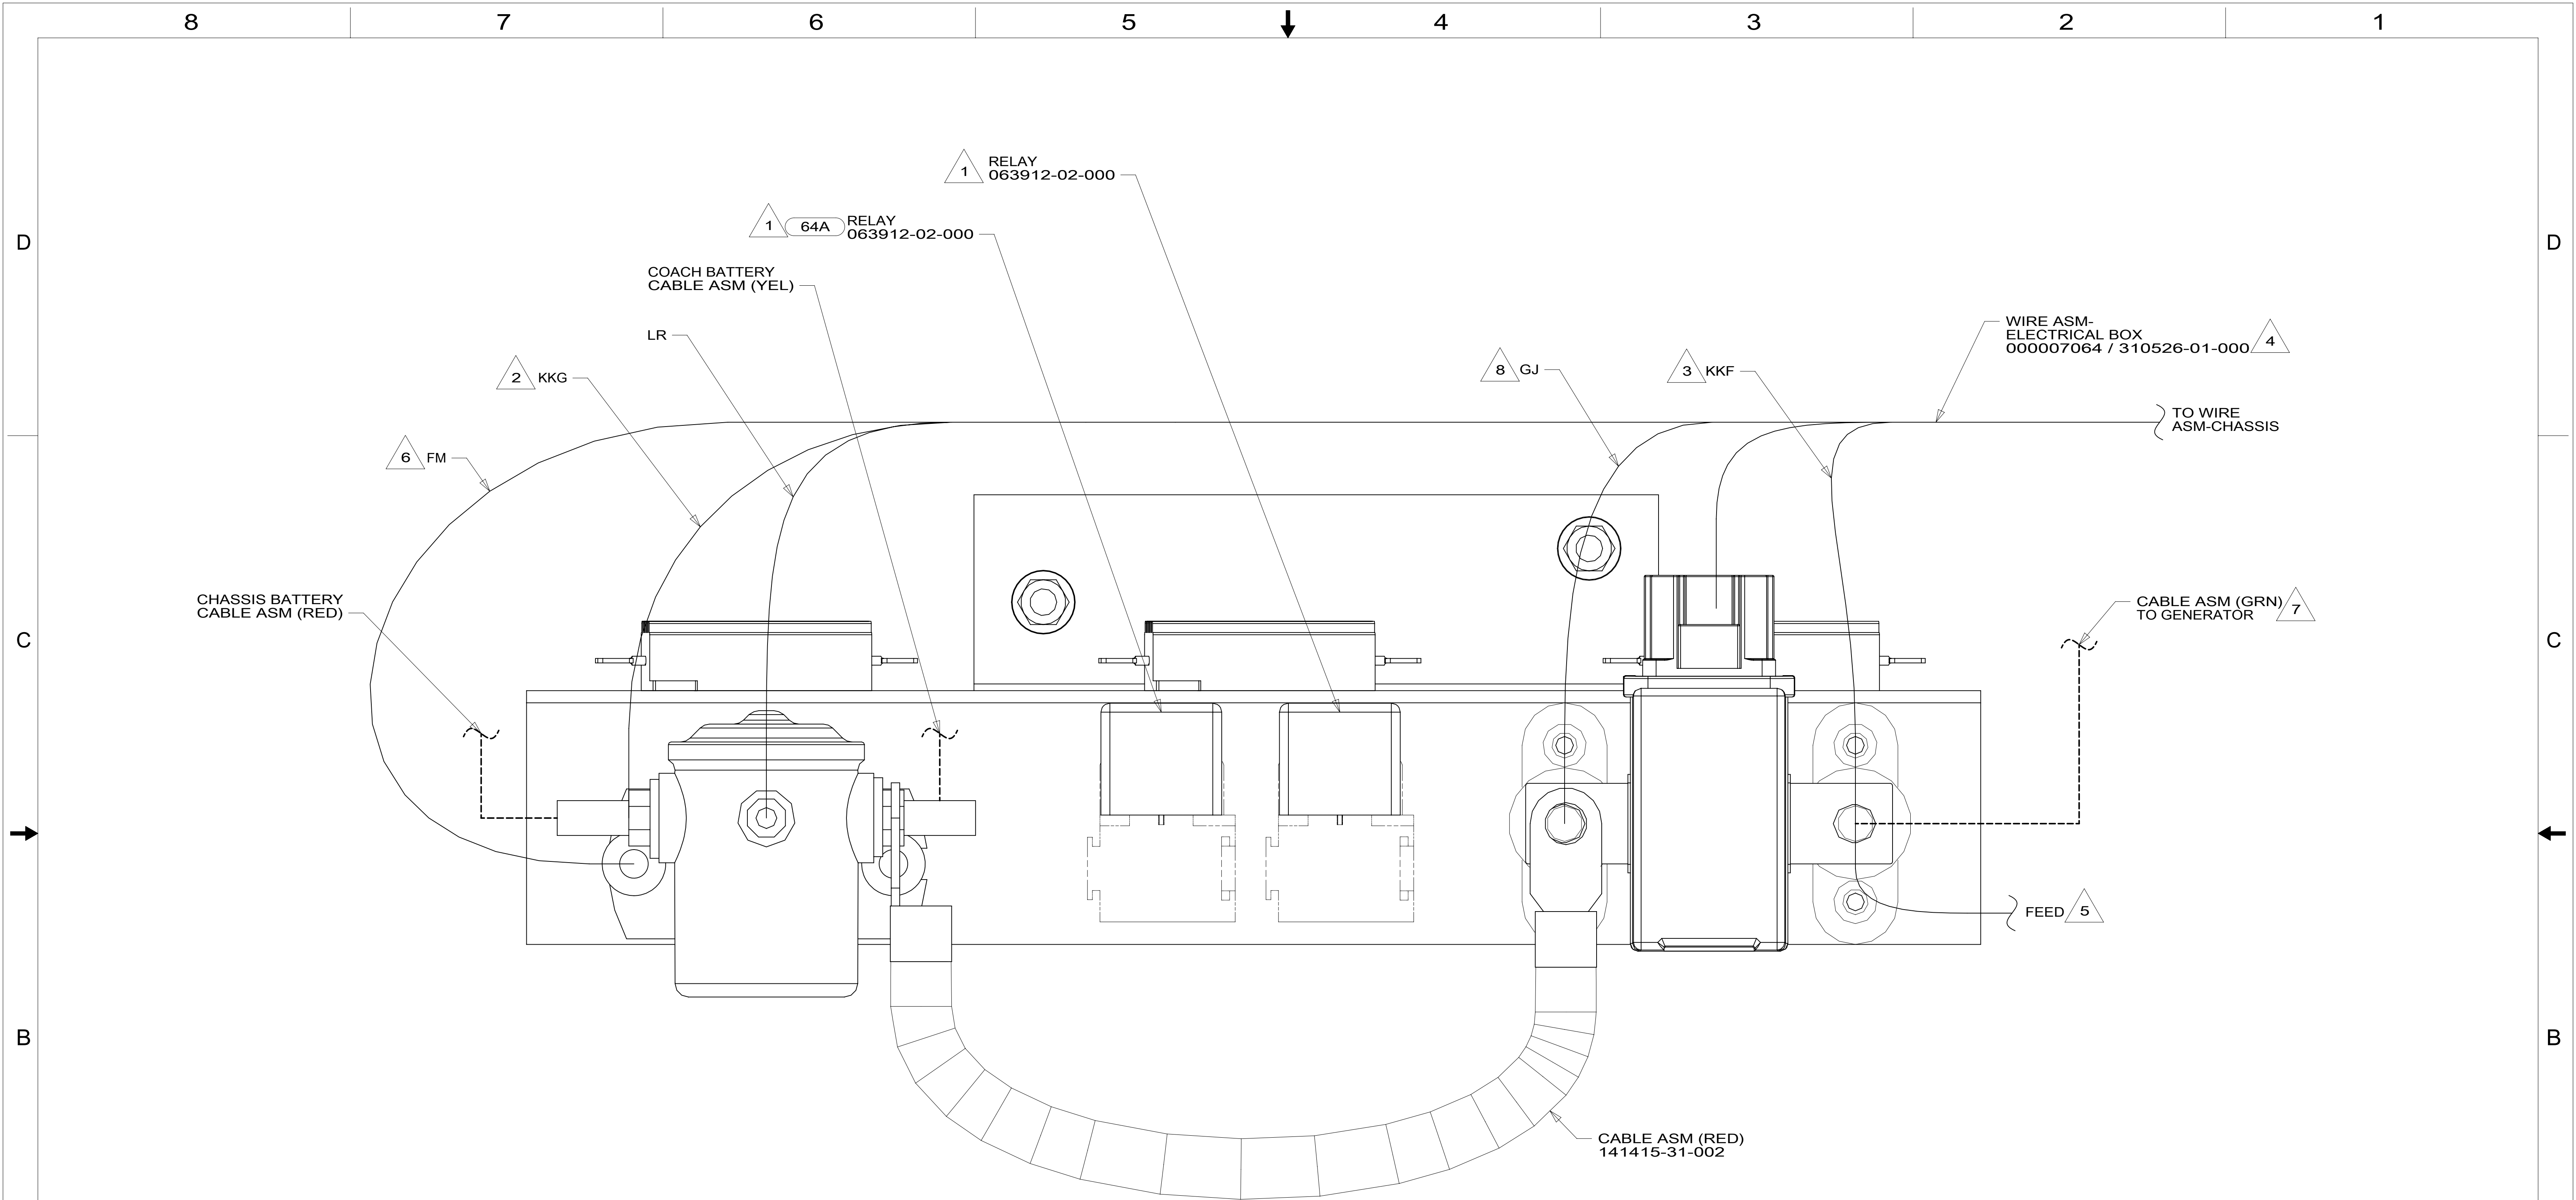 8 7 6 5 4 3 2 1
1 RELAY
063912-02-000
1 64A RELAY
063912-02-000
D D
COACH BATTERY
CABLE ASM (YEL)
LR
WIRE ASM-
ELECTRICAL BOX
000007064 / 310526-01-000 4
2 KKG
8 GJ
3 KKF
TO WIRE
ASM-CHASSIS
6 FM
CHASSIS BATTERY
CABLE ASM (RED)
CABLE ASM (GRN)
TO GENERATOR 7
C C
FEED 5
B B
CABLE ASM (RED)
141415-31-002